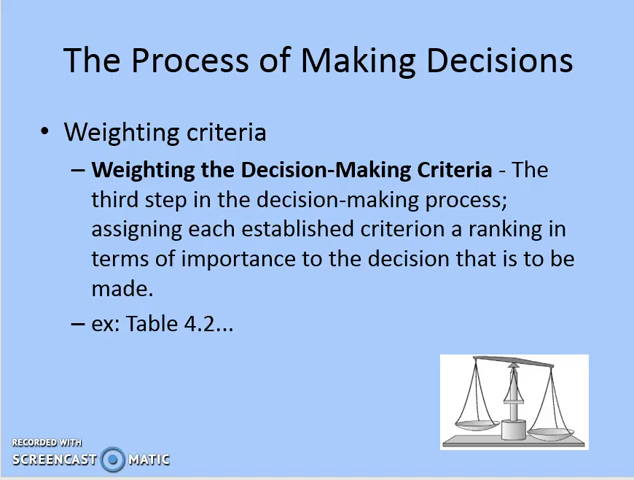 The Process of Making Decisions
• Weighting criteria
– Weighting the Decision-Making Criteria - The
third step in the decision-making process;
assigning each established criterion a ranking in
terms of importance to the decision that is to be
made.
– ex: Table 4.2...
RECORDED WITH
SCREENCAST MATIC